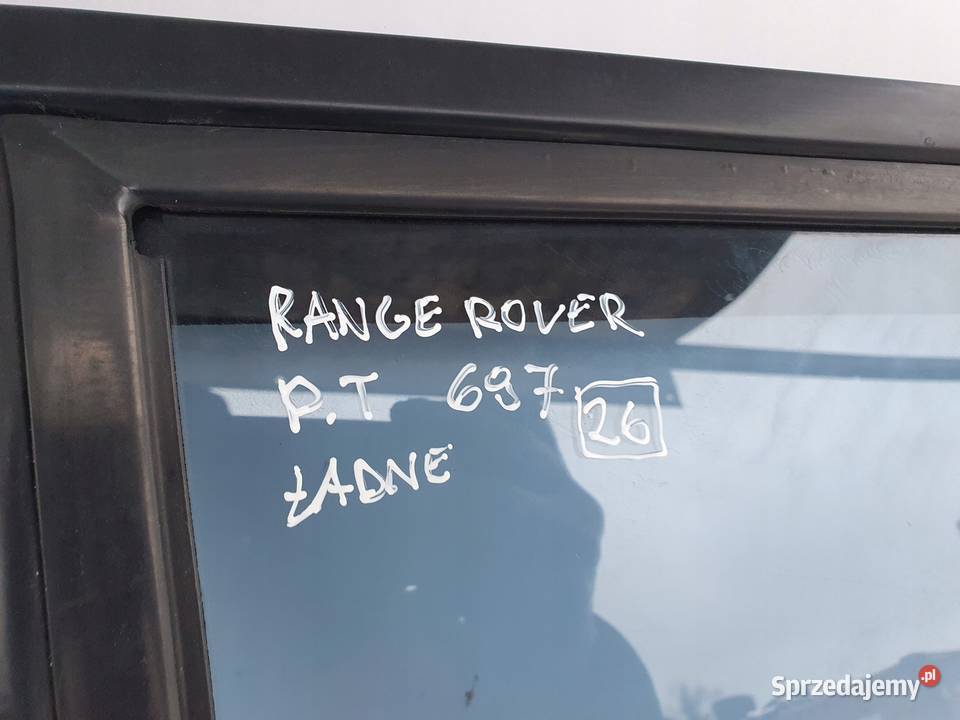 RANGE ROVER
P.T 697 26
ŁADNE
Sprzedajemy.pl